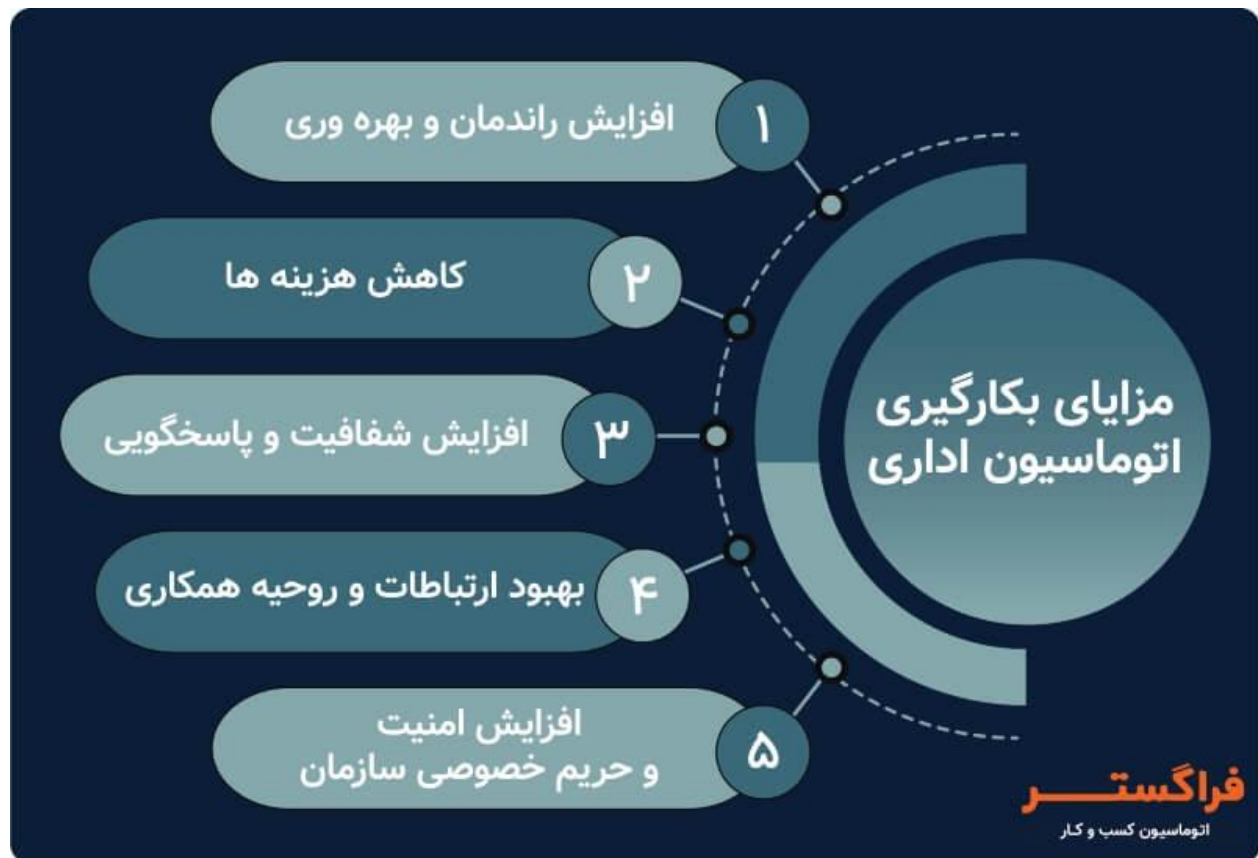 مزایای بکارگیری
اتوماسیون اداری
۱
افزایش راندمان و بهره وری
۲
کاهش هزینه ها
۳
افزایش شفافیت و پاسخگویی
۴
بهبود ارتباطات و روحیه همکاری
۵
افزایش امنیت
و حریم خصوصی سازمان
فراگستر
اتوماسیون کسب و کار